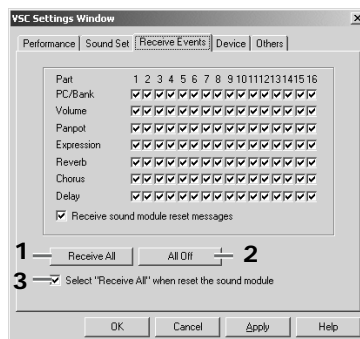 VSC Settings Window
Performance Sound Set Receive Events Device Others
Part 1 2 3 4 5 6 7 8 9 10 11 12 13 14 15 16
PC/Bank
Volume
Panpot
Expression
Reverb
Chorus
Delay
Receive sound module reset messages
1 Receive All All Off 2
3 Select "Receive All" when reset the sound module
OK Cancel Apply Help